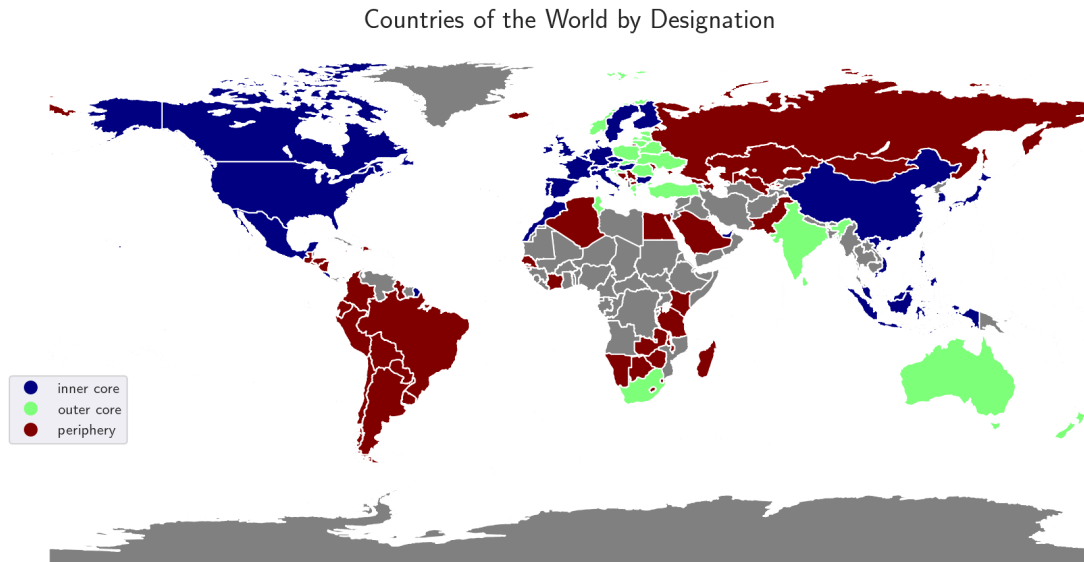 Countries of the World by Designation
inner core
outer core
periphery